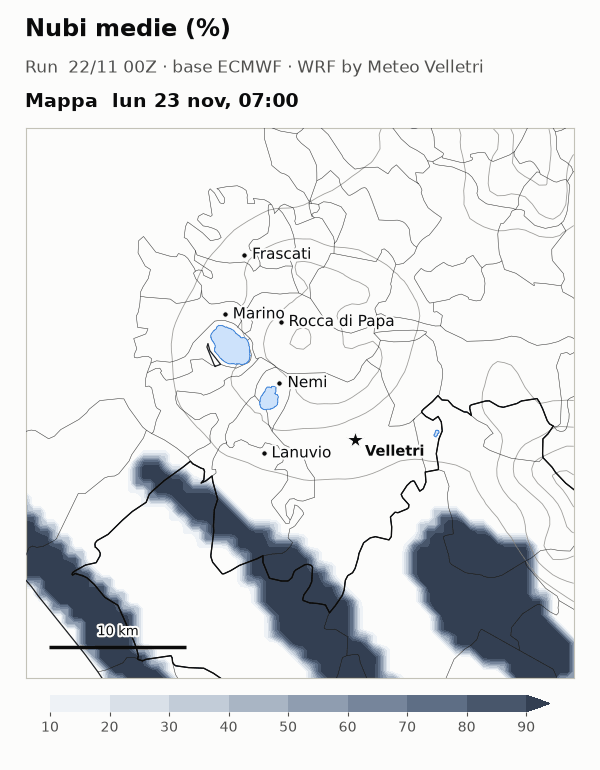 Nubi medie (%)
Run  22/11 00Z · base ECMWF · WRF by Meteo Velletri
Mappa  lun 23 nov, 07:00
Frascati
Marino
Rocca di Papa
Nemi
Velletri
Lanuvio
10 km
10 20 30 40 50 60 70 80 90